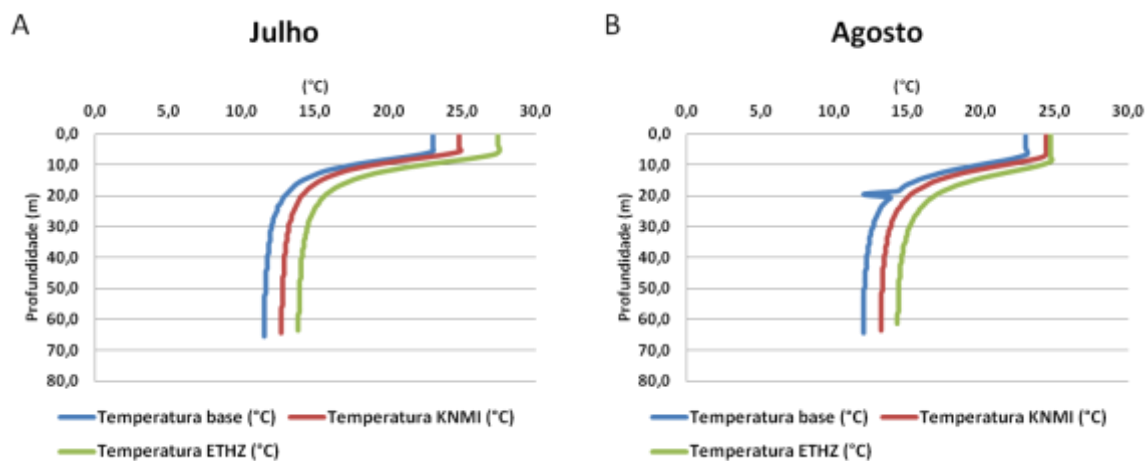 A
Julho
(°C)
0,0 5,0 10,0 15,0 20,0 25,0 30,0
0,0
10,0
20,0
30,0
40,0
50,0
60,0
70,0
80,0
Profundidade (m)
Temperatura base (°C) Temperatura KNMI (°C)
Temperatura ETHZ (°C)
B
Agosto
(°C)
0,0 5,0 10,0 15,0 20,0 25,0 30,0
0,0
10,0
20,0
30,0
40,0
50,0
60,0
70,0
80,0
Profundidade (m)
Temperatura base (°C) Temperatura KNMI (°C)
Temperatura ETHZ (°C)